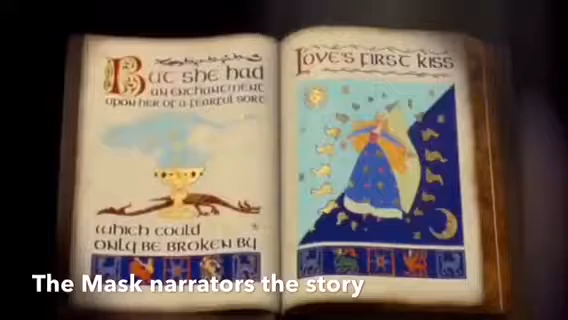 But she had
an enchantment
upon her of a fearful sort
which could
only be broken by
Love's first kiss
The Mask narrators the story